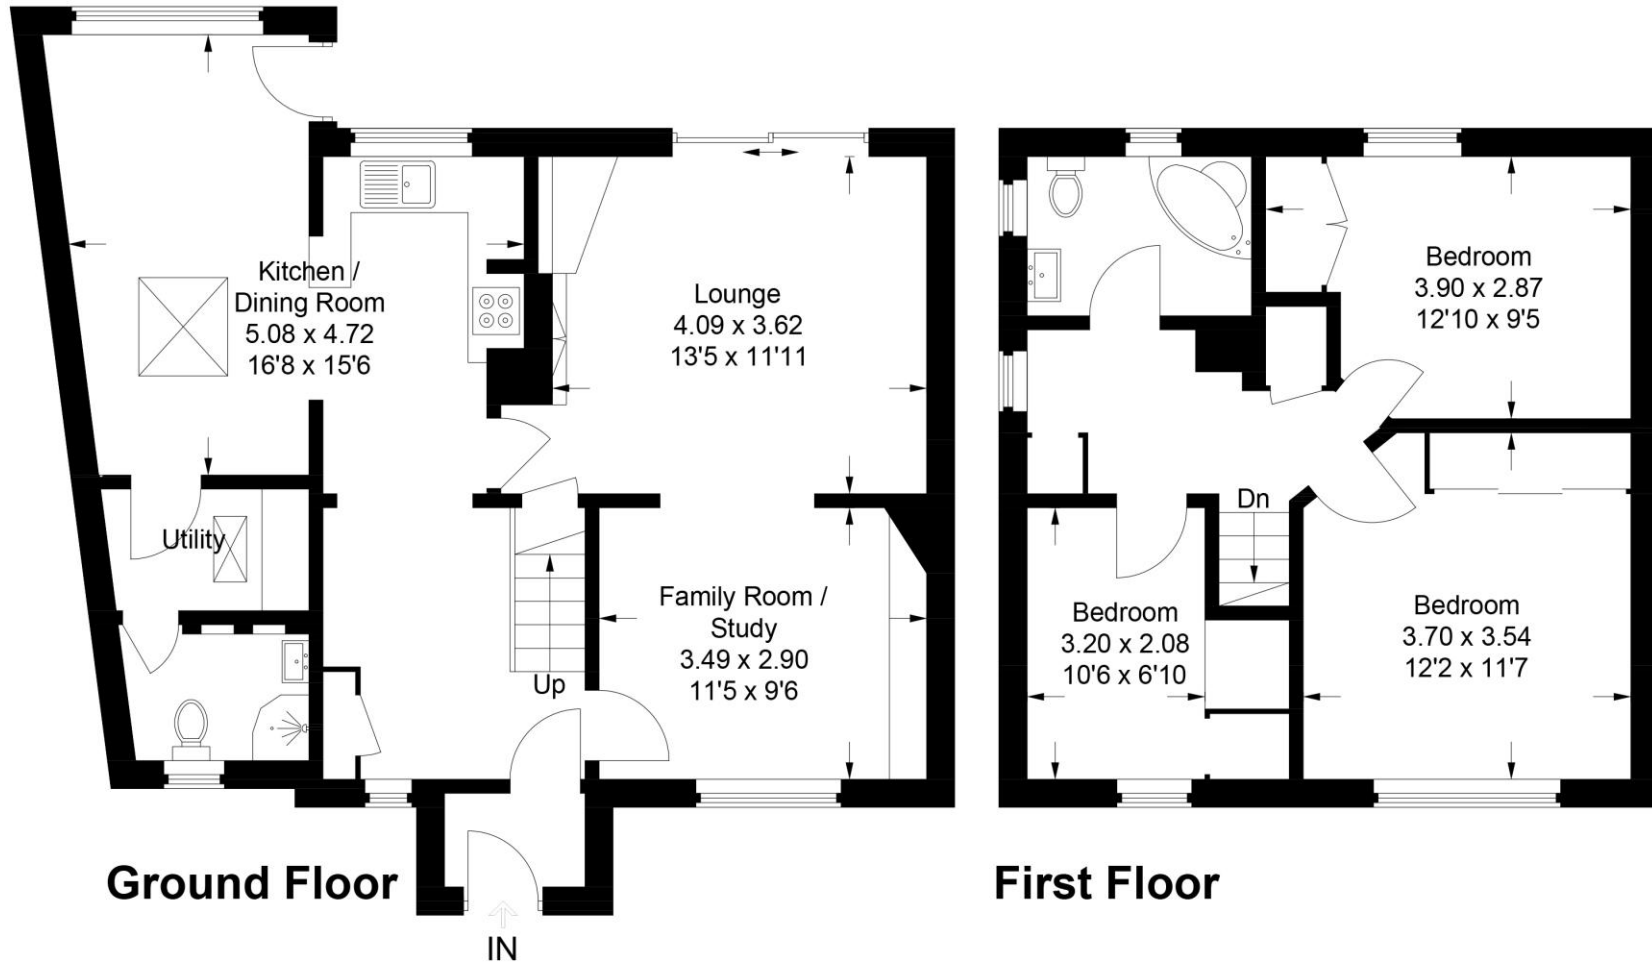 Kitchen /
Dining Room
5.08 x 4.72
16'8 x 15'6
Lounge
4.09 x 3.62
13'5 x 11'11
Utility
Family Room /
Study
3.49 x 2.90
11'5 x 9'6
Up
IN
Ground Floor
Bedroom
3.90 x 2.87
12'10 x 9'5
Dn
Bedroom
3.20 x 2.08
10'6 x 6'10
Bedroom
3.70 x 3.54
12'2 x 11'7
First Floor